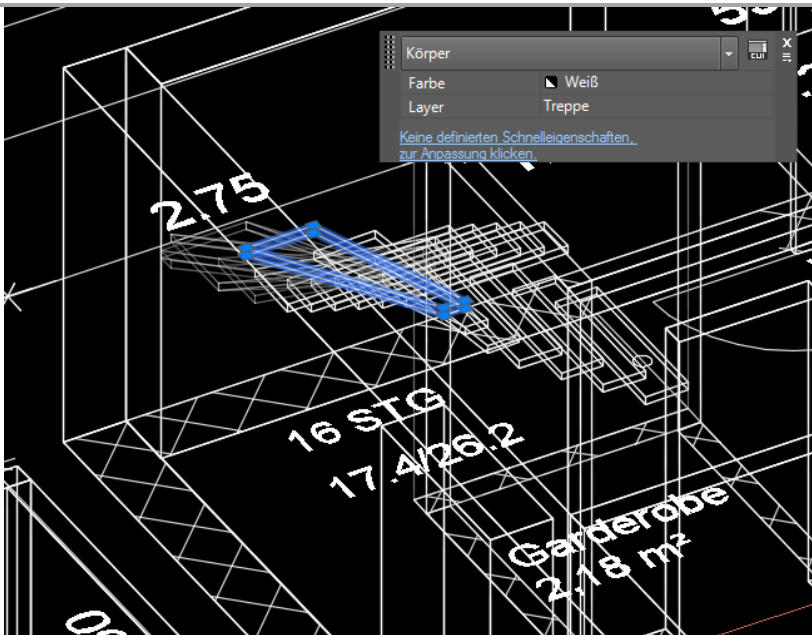 Körper
CUI
Farbe Weiß
Layer Treppe
Keine definierten Schnelleigenschaften,
zur Anpassung klicken.
2.75
16 STG
17.4/26.2
Garderobe
2,18 m²